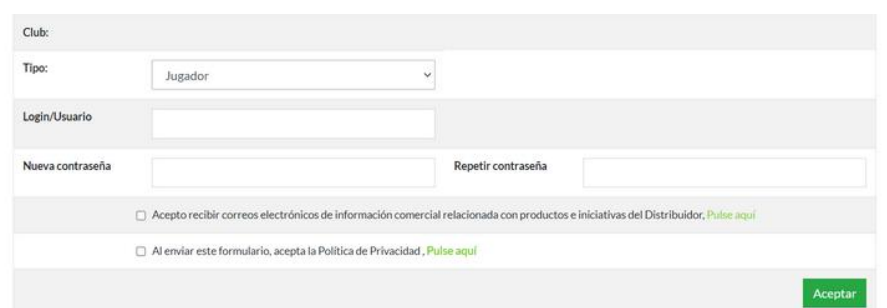 Club:
Tipo:
Jugador
Login/Usuario
Nueva contraseña
Repetir contraseña
Acepto recibir correos electrónicos de información comercial relacionada con productos e iniciativas del Distribuidor, Pulse aquí
Al enviar este formulario, acepta la Política de Privacidad , Pulse aquí
Aceptar